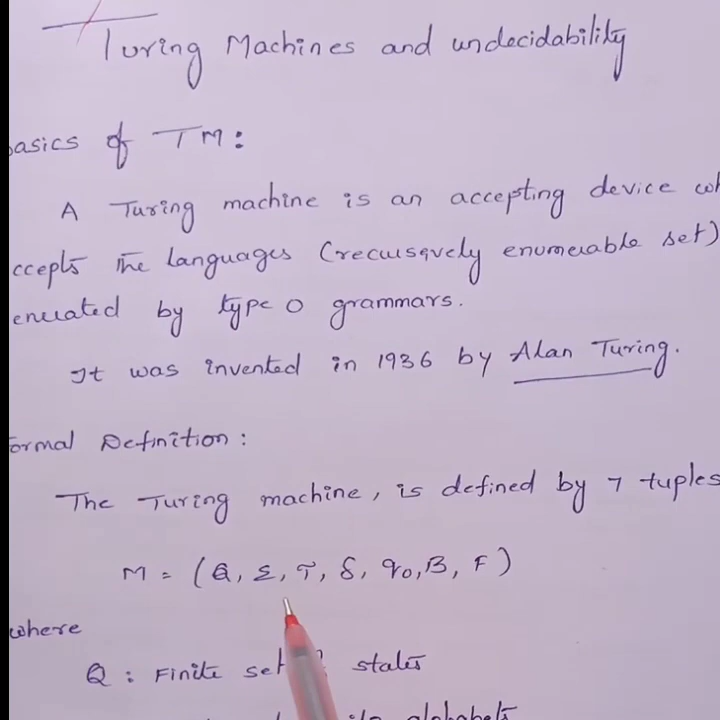 Turing Machines and undecidability
basics of TM:
A Turing machine is an accepting device wh
ccepts the languages (recursively enumerable set)
enerated by type 0 grammars.
It was invented in 1936 by Alan Turing.
ormal Definition:
The Turing machine, is defined by 7 tuples
M = (Q, Σ, T, δ, q0, B, F)
where
Q : Finite set states
alphabets